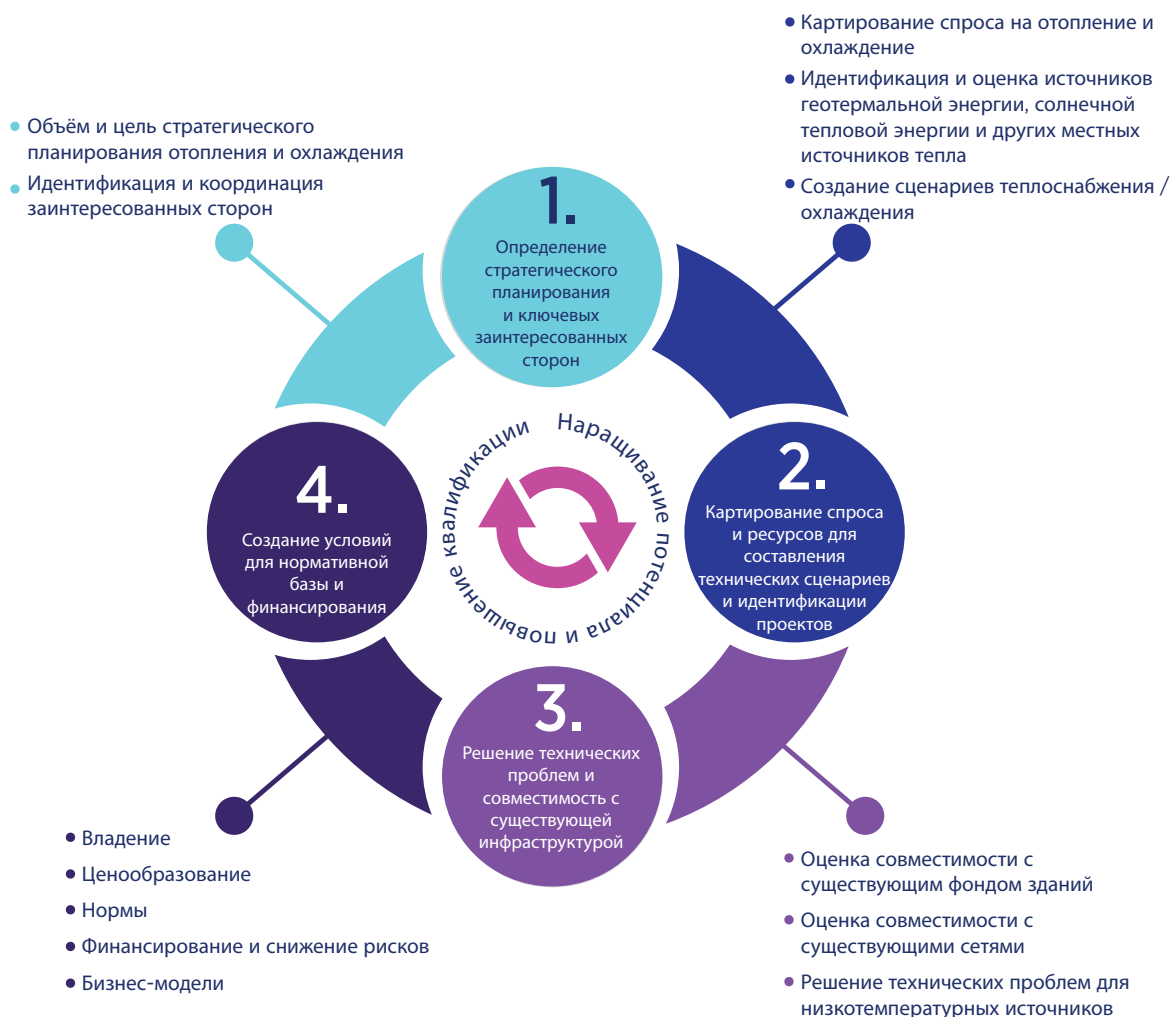 • Объём и цель стратегического
планирования отопления и охлаждения
• Идентификация и координация
заинтересованных сторон
• Картирование спроса на отопление и
охлаждение
• Идентификация и оценка источников
геотермальной энергии, солнечной
тепловой энергии и других местных
источников тепла
• Создание сценариев теплоснабжения /
охлаждения
1.
Определение
стратегического
планирования
и ключевых
заинтересованных
сторон
2.
Картирование спроса
и ресурсов для
составления
технических сценариев
и идентификации
проектов
3.
Решение технических
проблем и
совместимость с
существующей
инфраструктурой
4.
Создание условий
для нормативной
базы и
финансирования
Наращивание потенциала и повышение квалификации
• Владение
• Ценообразование
• Нормы
• Финансирование и снижение рисков
• Бизнес-модели
• Оценка совместимости с
существующим фондом зданий
• Оценка совместимости с
существующими сетями
• Решение технических проблем для
низкотемпературных источников